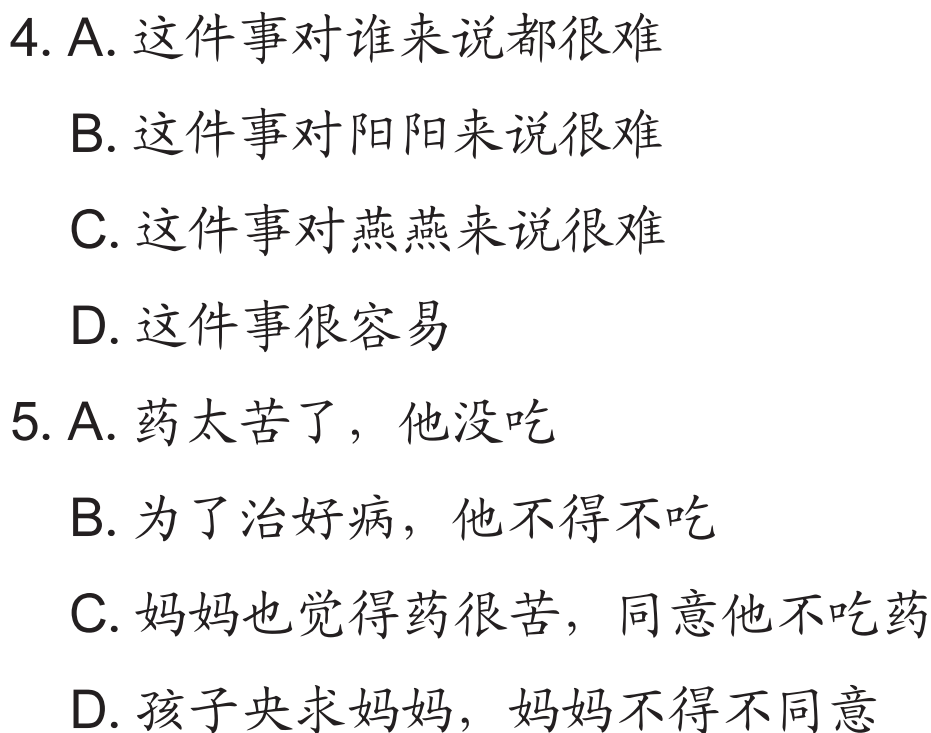 4. A. 这件事对谁来说都很难
B. 这件事对阳阳来说很难
C. 这件事对燕燕来说很难
D. 这件事很容易
5. A. 药太苦了，他没吃
B. 为了治好病，他不得不吃
C. 妈妈也觉得药很苦，同意他不吃药
D. 孩子央求妈妈，妈妈不得不同意